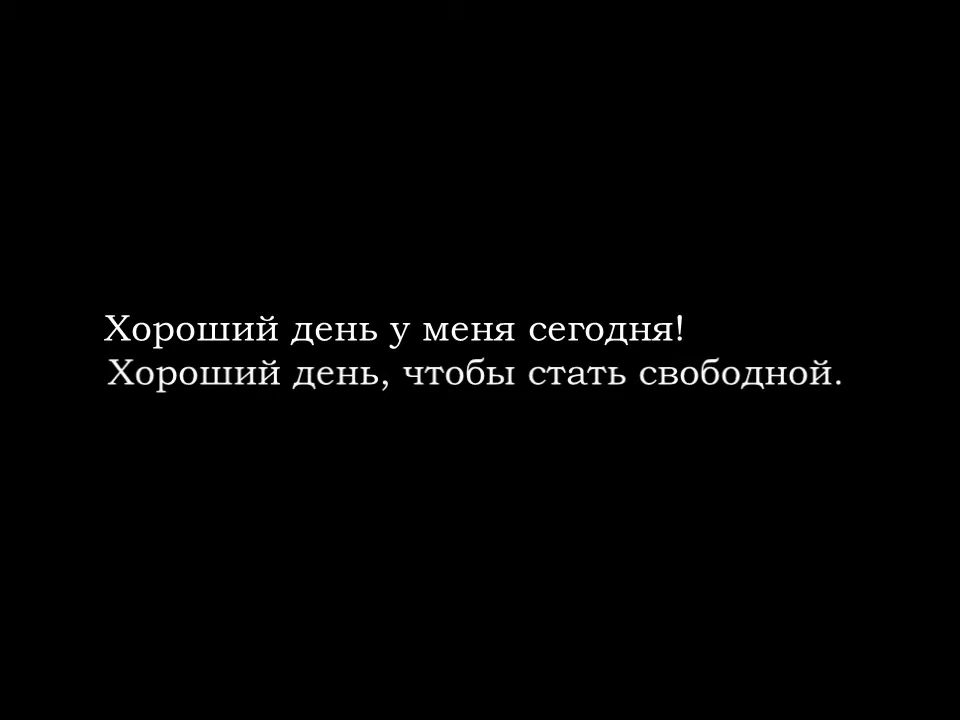 Хороший день у меня сегодня!
Хороший день, чтобы стать свободной.